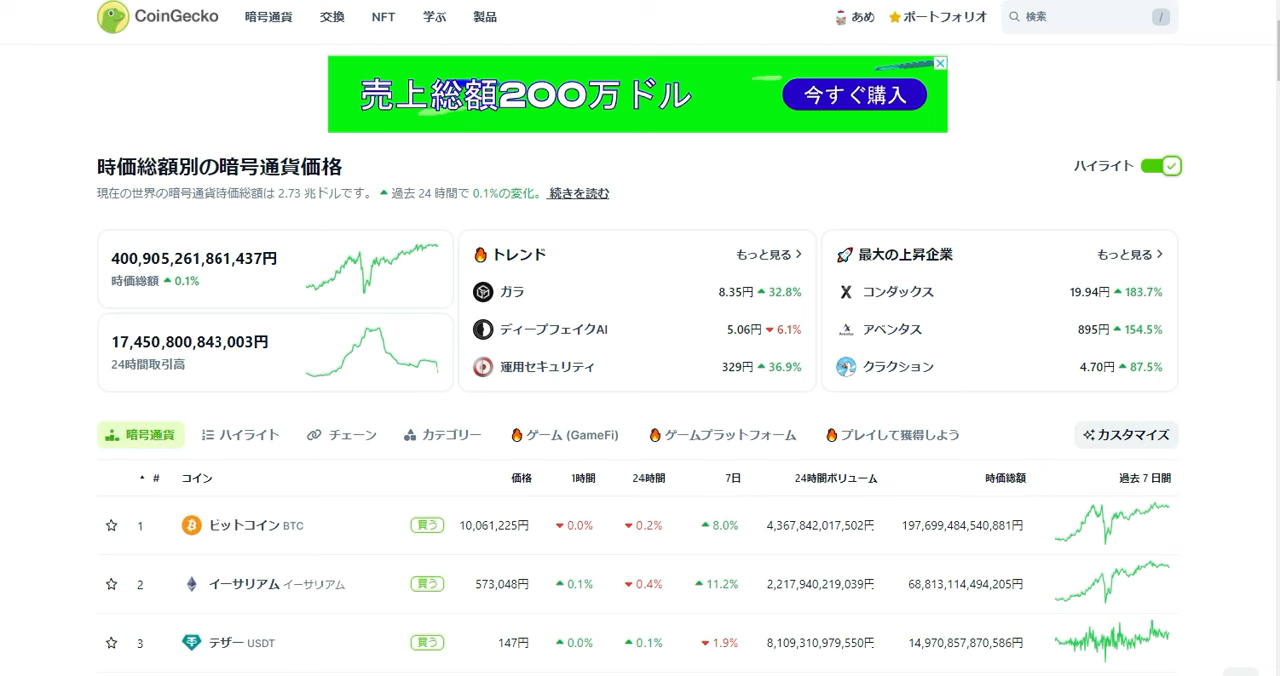 CoinGecko 暗号通貨 交換 NFT 学ぶ 製品 あめ ポートフォリオ 検索 /
売上総額200万ドル 今すぐ購入
時価総額別の暗号通貨価格 ハイライト
現在の世界の暗号通貨時価総額は 2.73 兆ドルです。 ▲ 過去 24 時間で 0.1%の変化。 続きを読む
400,905,261,861,437円
時価総額 ▲ 0.1%
17,450,800,843,003円
24時間取引高
トレンド もっと見る >
ガラ 8.35円 ▲ 32.8%
ディープフェイクAI 5.06円 ▼ 6.1%
運用セキュリティ 329円 ▲ 36.9%
最大の上昇企業 もっと見る >
コンダックス 19.94円 ▲ 183.7%
アベンタス 895円 ▲ 154.5%
クラクション 4.70円 ▲ 87.5%
暗号通貨 ハイライト チェーン カテゴリー ゲーム (GameFi) ゲームプラットフォーム プレイして獲得しよう カスタマイズ
▲ # コイン 価格 1時間 24時間 7日 24時間ボリューム 時価総額 過去 7 日間
1 ビットコイン BTC 買う 10,061,225円 ▼ 0.0% ▼ 0.2% ▲ 8.0% 4,367,842,017,502円 197,699,484,540,881円
2 イーサリアム イーサリアム 買う 573,048円 ▲ 0.1% ▼ 0.4% ▲ 11.2% 2,217,940,219,039円 68,813,114,494,205円
3 テザー USDT 買う 147円 ▲ 0.0% ▲ 0.1% ▼ 1.9% 8,109,310,979,550円 14,970,857,870,586円